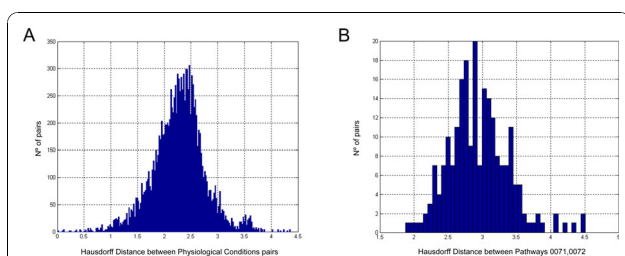 A
B
350
300
250
200
150
100
50
0
Nº of pairs
0 0.5 1 1.5 2 2.5 3 3.5 4 4.5
Hausdorff Distance between Physiological Conditions pairs
20
18
16
14
12
10
8
6
4
2
0
Nº of pairs
1.5 2 2.5 3 3.5 4 4.5 5
Hausdorff Distance between Pathways 0071,0072